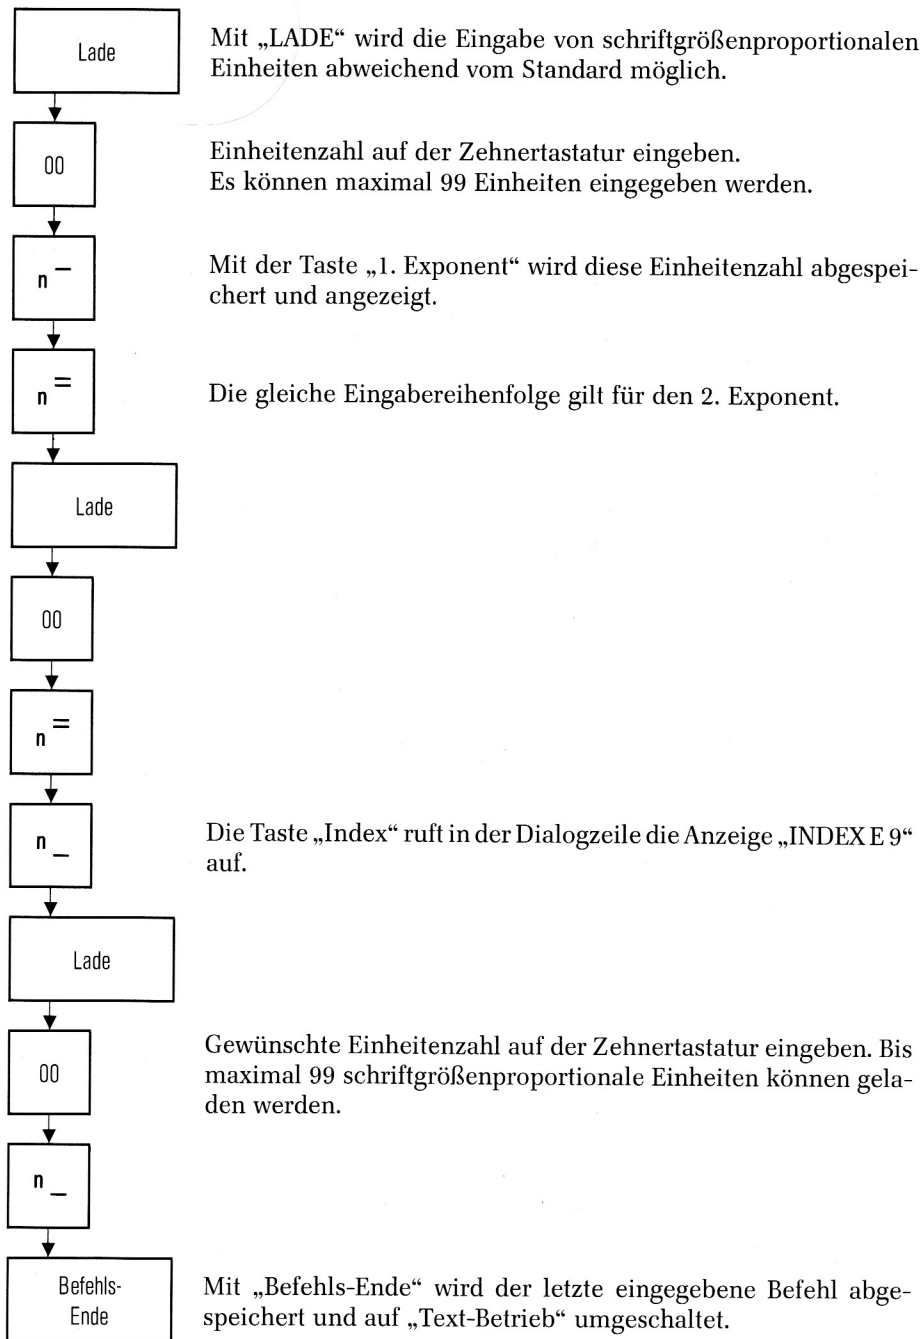 Lade
Mit „LADE“ wird die Eingabe von schriftgrößenproportionalen
Einheiten abweichend vom Standard möglich.
00
Einheitenzahl auf der Zehnertastatur eingeben.
Es können maximal 99 Einheiten eingegeben werden.
n –
Mit der Taste „1. Exponent“ wird diese Einheitenzahl abgespei-
chert und angezeigt.
n =
Die gleiche Eingabereihenfolge gilt für den 2. Exponent.
Lade
00
n =
n _
Die Taste „Index“ ruft in der Dialogzeile die Anzeige „INDEX E 9“
auf.
Lade
00
Gewünschte Einheitenzahl auf der Zehnertastatur eingeben. Bis
maximal 99 schriftgrößenproportionale Einheiten können gela-
den werden.
n _
Befehls-
Ende
Mit „Befehls-Ende“ wird der letzte eingegebene Befehl abge-
speichert und auf „Text-Betrieb“ umgeschaltet.